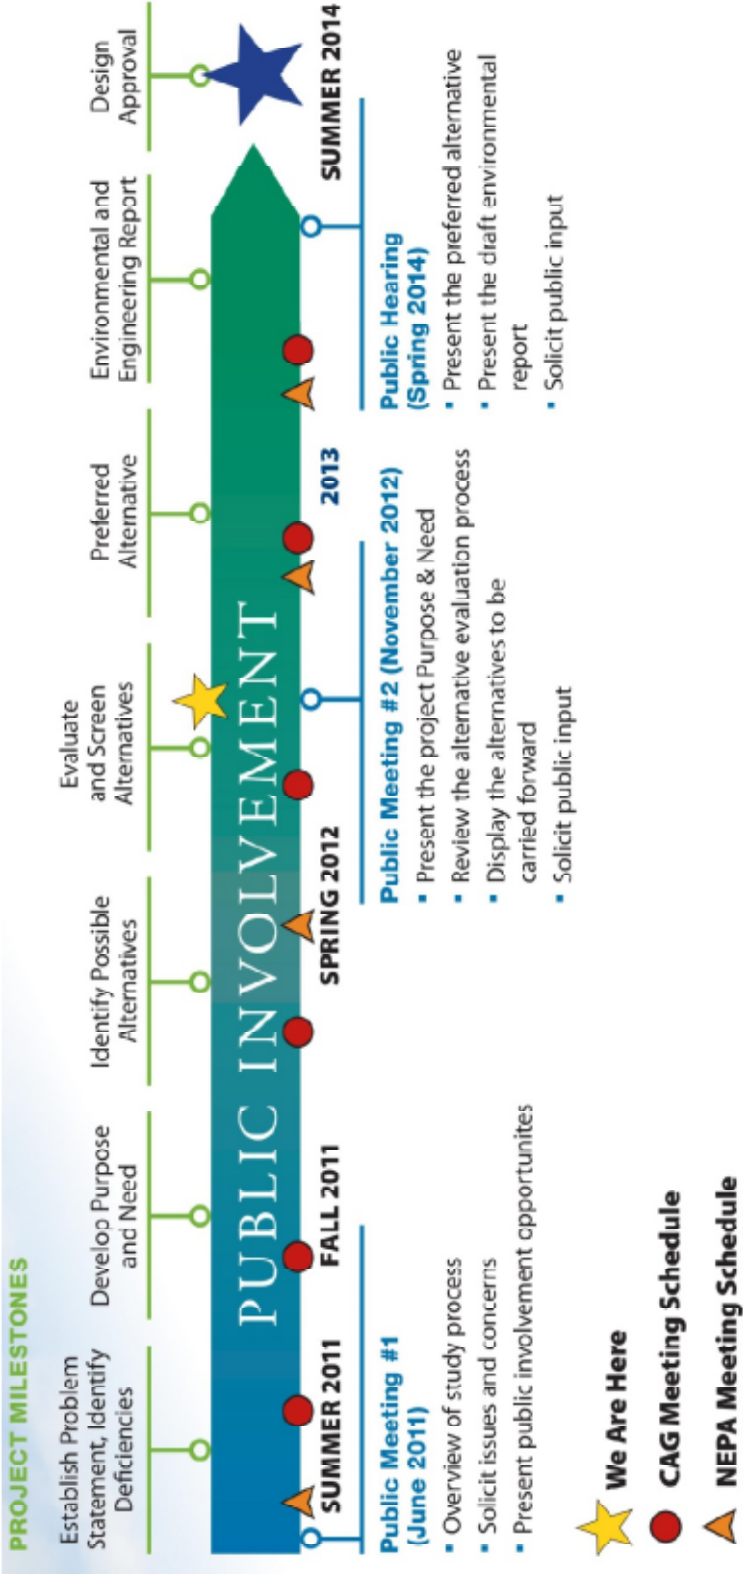 PROJECT MILESTONES
Establish Problem
Statement, Identify
Deficiencies
Develop Purpose
and Need
Identify Possible
Alternatives
Evaluate
and Screen
Alternatives
Preferred
Alternative
Environmental and
Engineering Report
Design
Approval
PUBLIC INVOLVEMENT
SUMMER 2011
FALL 2011
SPRING 2012
2013
SUMMER 2014
Public Meeting #1
(June 2011)
▪ Overview of study process
▪ Solicit issues and concerns
▪ Present public involvement opportunites
Public Meeting #2 (November 2012)
▪ Present the project Purpose & Need
▪ Review the alternative evaluation process
▪ Display the alternatives to be
carried forward
▪ Solicit public input
Public Hearing
(Spring 2014)
▪ Present the preferred alternative
▪ Present the draft environmental
report
▪ Solicit public input
We Are Here
CAG Meeting Schedule
NEPA Meeting Schedule